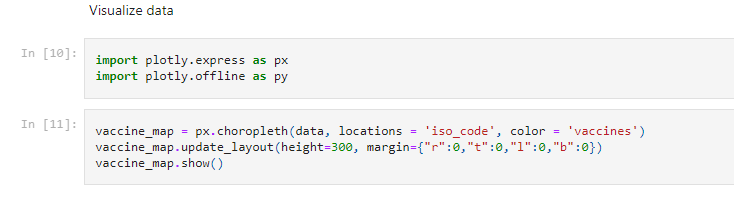 Visualize data
In [10]:
import plotly.express as px
import plotly.offline as py
In [11]:
vaccine_map = px.choropleth(data, locations = 'iso_code', color = 'vaccines')
vaccine_map.update_layout(height=300, margin={"r":0,"t":0,"l":0,"b":0})
vaccine_map.show()